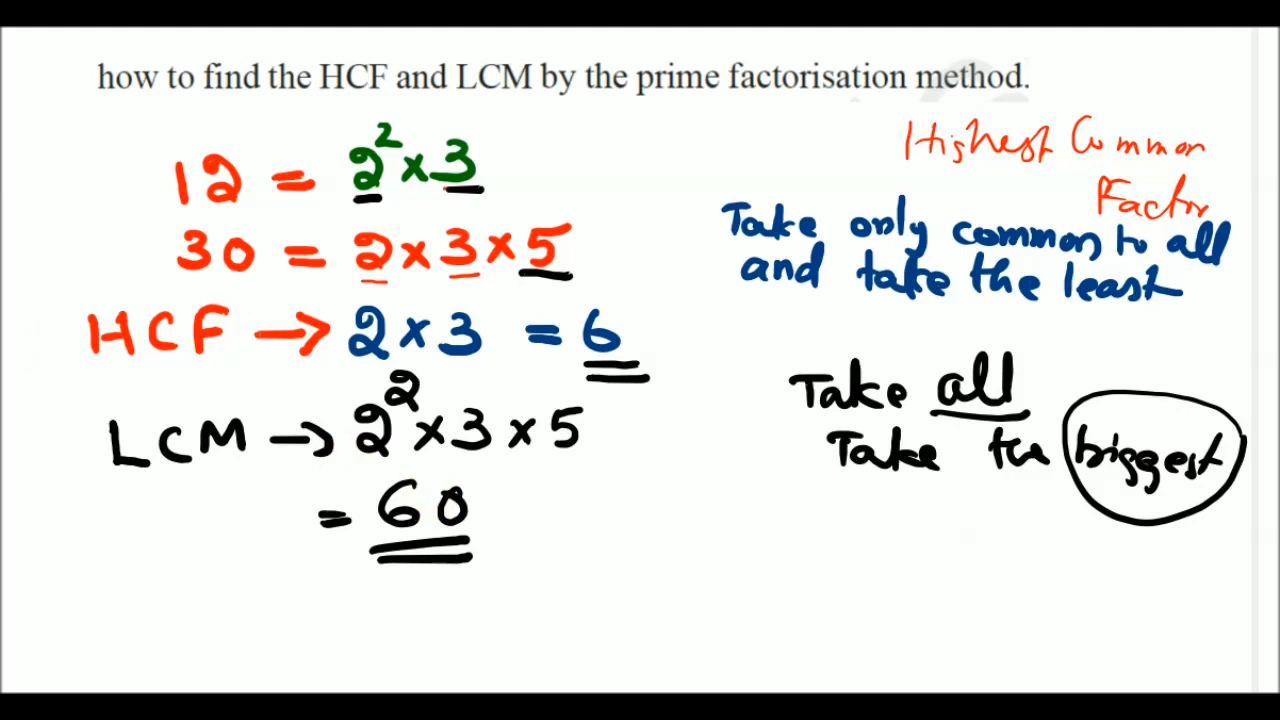 how to find the HCF and LCM by the prime factorisation method.
12 = 2² × 3
30 = 2 × 3 × 5
HCF → 2 × 3 = 6
LCM → 2² × 3 × 5
= 60
Highest Common
Factor
Take only common to all
and take the least
Take all
Take the biggest